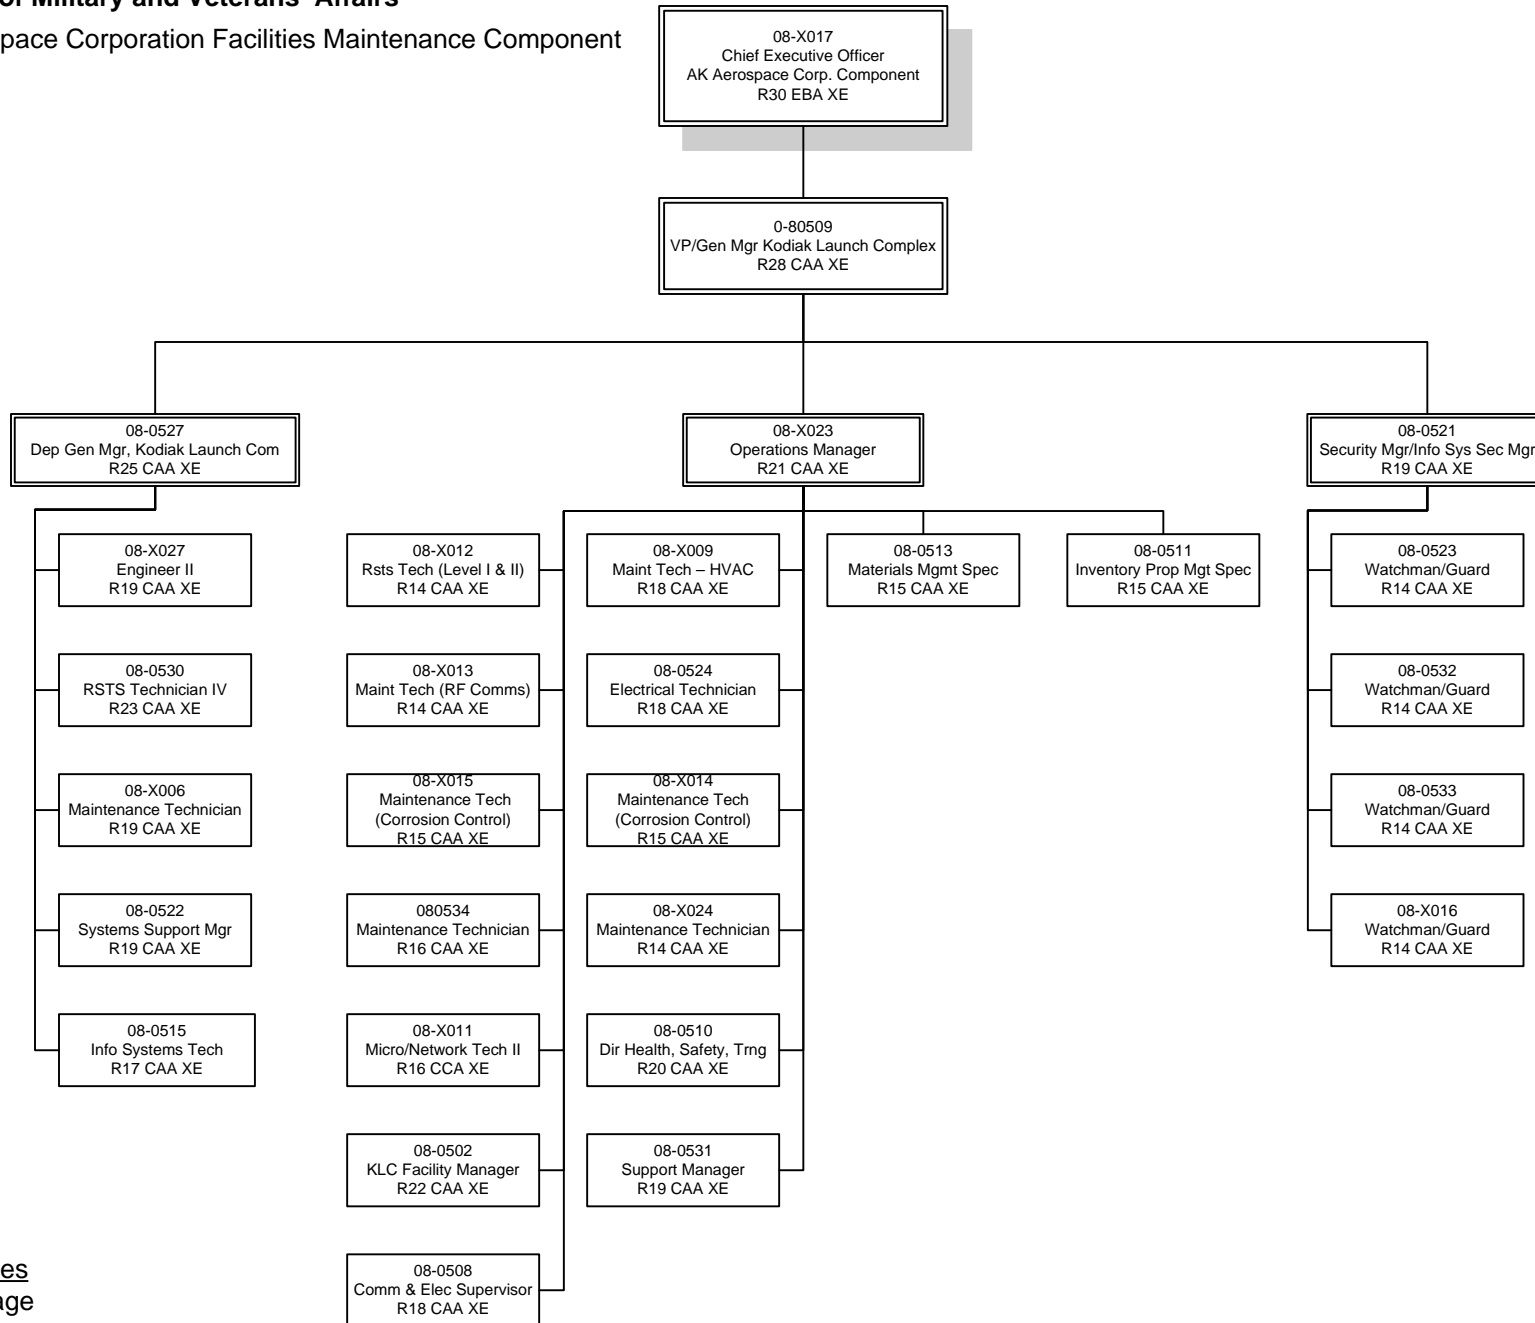 of Military and Veterans' Affairs
space Corporation Facilities Maintenance Component
08-X017
Chief Executive Officer
AK Aerospace Corp. Component
R30 EBA XE
0-80509
VP/Gen Mgr Kodiak Launch Complex
R28 CAA XE
08-0527
Dep Gen Mgr, Kodiak Launch Com
R25 CAA XE
08-X023
Operations Manager
R21 CAA XE
08-0521
Security Mgr/Info Sys Sec Mgr
R19 CAA XE
08-X027
Engineer II
R19 CAA XE
08-0530
RSTS Technician IV
R23 CAA XE
08-X006
Maintenance Technician
R19 CAA XE
08-0522
Systems Support Mgr
R19 CAA XE
08-0515
Info Systems Tech
R17 CAA XE
08-X012
Rsts Tech (Level I & II)
R14 CAA XE
08-X013
Maint Tech (RF Comms)
R14 CAA XE
08-X015
Maintenance Tech
(Corrosion Control)
R15 CAA XE
080534
Maintenance Technician
R16 CAA XE
08-X011
Micro/Network Tech II
R16 CCA XE
08-0502
KLC Facility Manager
R22 CAA XE
08-0508
Comm & Elec Supervisor
R18 CAA XE
08-X009
Maint Tech – HVAC
R18 CAA XE
08-0524
Electrical Technician
R18 CAA XE
08-X014
Maintenance Tech
(Corrosion Control)
R15 CAA XE
08-X024
Maintenance Technician
R14 CAA XE
08-0510
Dir Health, Safety, Trng
R20 CAA XE
08-0531
Support Manager
R19 CAA XE
08-0513
Materials Mgmt Spec
R15 CAA XE
08-0511
Inventory Prop Mgt Spec
R15 CAA XE
08-0523
Watchman/Guard
R14 CAA XE
08-0532
Watchman/Guard
R14 CAA XE
08-0533
Watchman/Guard
R14 CAA XE
08-X016
Watchman/Guard
R14 CAA XE
es
age